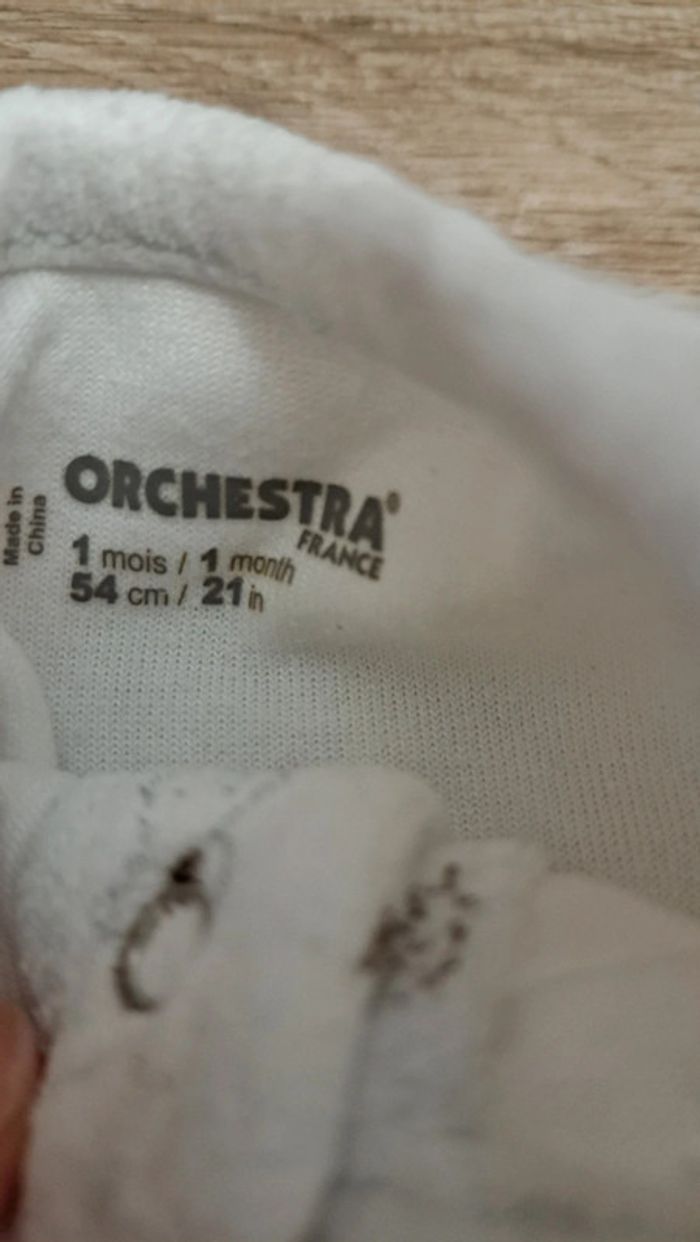 ORCHESTRA®
FRANCE
1 mois / 1 month
54 cm / 21 in
Made in
China